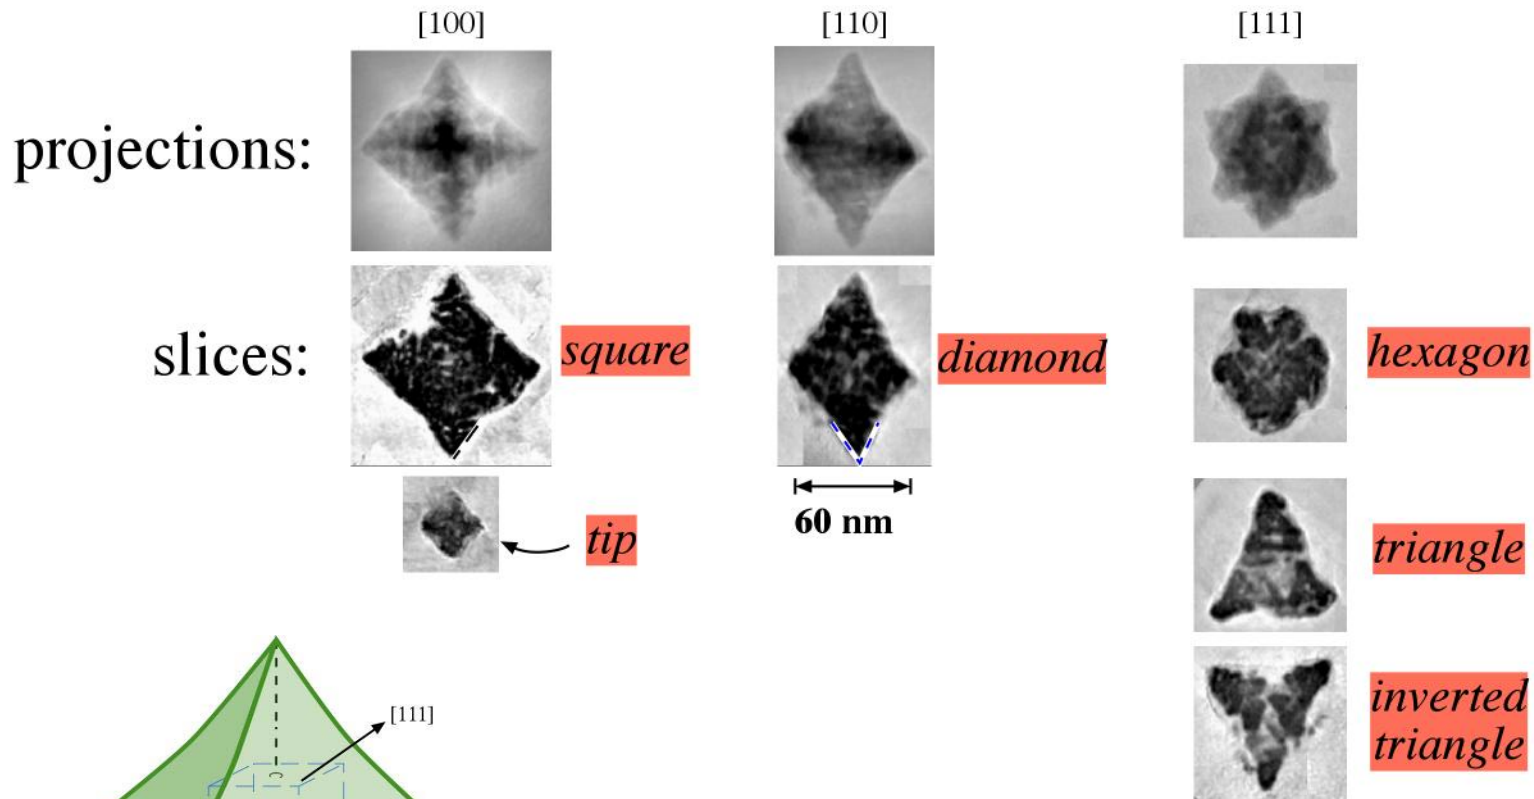 [100]
[110]
[111]
projections:
slices:
square
diamond
hexagon
tip
60 nm
triangle
inverted
triangle
[111]